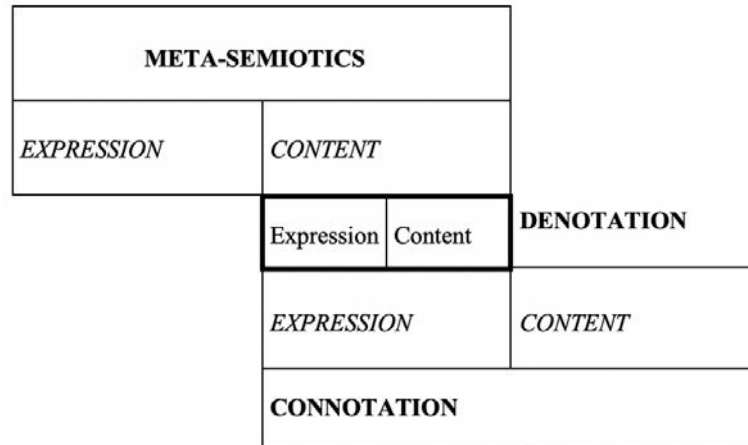 META-SEMIOTICS
EXPRESSION CONTENT
Expression Content DENOTATION
EXPRESSION CONTENT
CONNOTATION